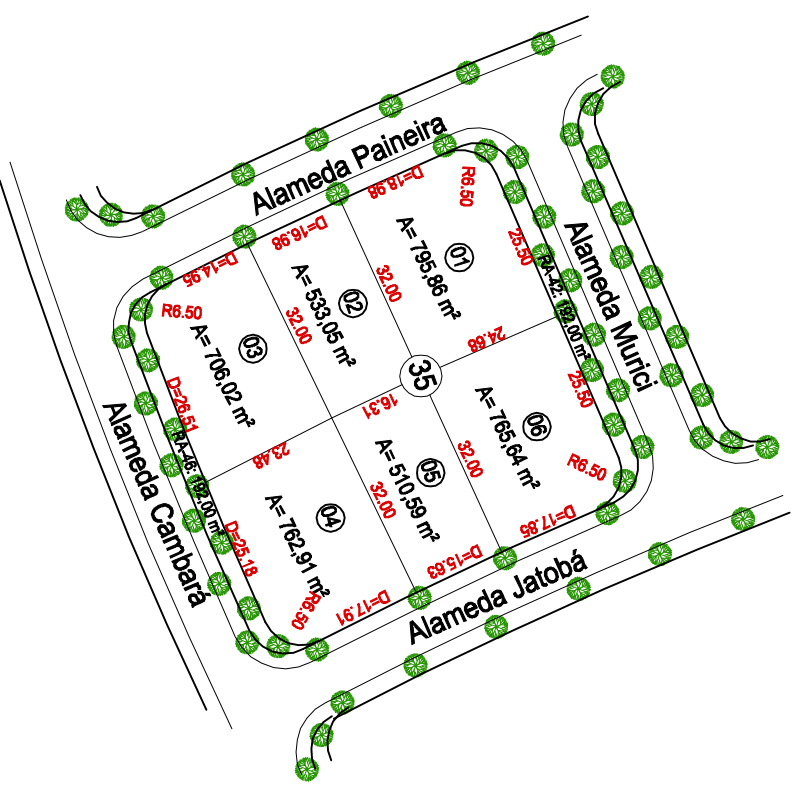 Alameda Paineira
D=18.98
R6.50
D=16.98
D=14.95
R6.50
A= 795,86 m²
01
25.50
32.00
A= 533,05 m²
02
32.00
A= 706,02 m²
03
RA-42: 192,00 m²
Alameda Murici
24.68
35
16.31
D=26.51
23.48
25.50
A= 765,64 m²
06
32.00
A= 510,59 m²
05
32.00
A= 762,91 m²
04
RA-46: 192,00 m²
Alameda Cambará
D=25.18
R6.50
D=17.85
D=15.63
R6.50
D=17.91
Alameda Jatobá